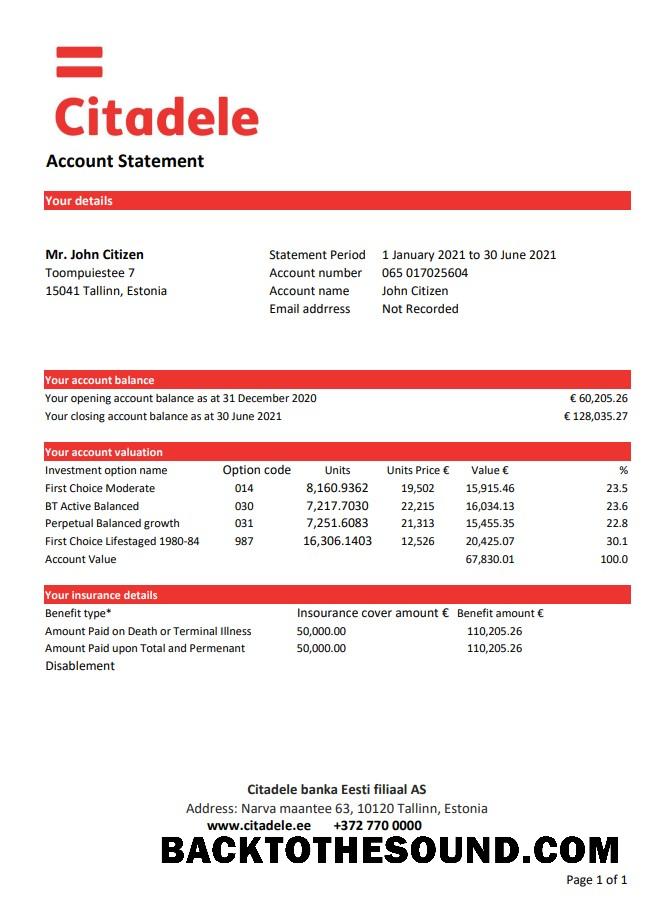 Citadele
Account Statement
Your details
Mr. John Citizen Statement Period 1 January 2021 to 30 June 2021
Toompuiestee 7 Account number 065 017025604
15041 Tallinn, Estonia Account name John Citizen
Email addrress Not Recorded
Your account balance
Your opening account balance as at 31 December 2020 € 60,205.26
Your closing account balance as at 30 June 2021 € 128,035.27
Your account valuation
Investment option name Option code Units Units Price € Value € %
First Choice Moderate 014 8,160.9362 19,502 15,915.46 23.5
BT Active Balanced 030 7,217.7030 22,215 16,034.13 23.6
Perpetual Balanced growth 031 7,251.6083 21,313 15,455.35 22.8
First Choice Lifestaged 1980-84 987 16,306.1403 12,526 20,425.07 30.1
Account Value 67,830.01 100.0
Your insurance details
Benefit type* Insourance cover amount € Benefit amount €
Amount Paid on Death or Terminal Illness 50,000.00 110,205.26
Amount Paid upon Total and Permenant 50,000.00 110,205.26
Disablement
Citadele banka Eesti filiaal AS
Address: Narva maantee 63, 10120 Tallinn, Estonia
www.citadele.ee +372 770 0000
BACKTOTHESOUND.COM
Page 1 of 1